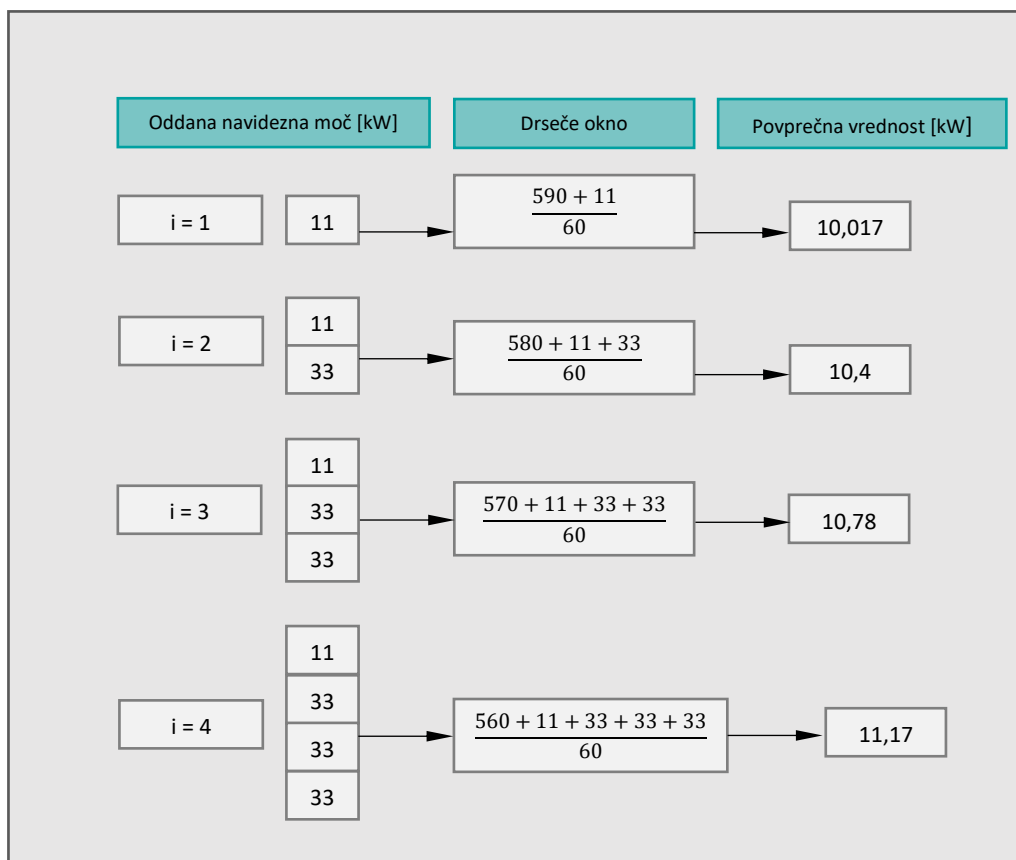 Oddana navidezna moč [kW]
Drseče okno
Povprečna vrednost [kW]
i = 1
11
590 + 11
60
10,017
i = 2
11
33
580 + 11 + 33
60
10,4
i = 3
11
33
33
570 + 11 + 33 + 33
60
10,78
i = 4
11
33
33
33
560 + 11 + 33 + 33 + 33
60
11,17